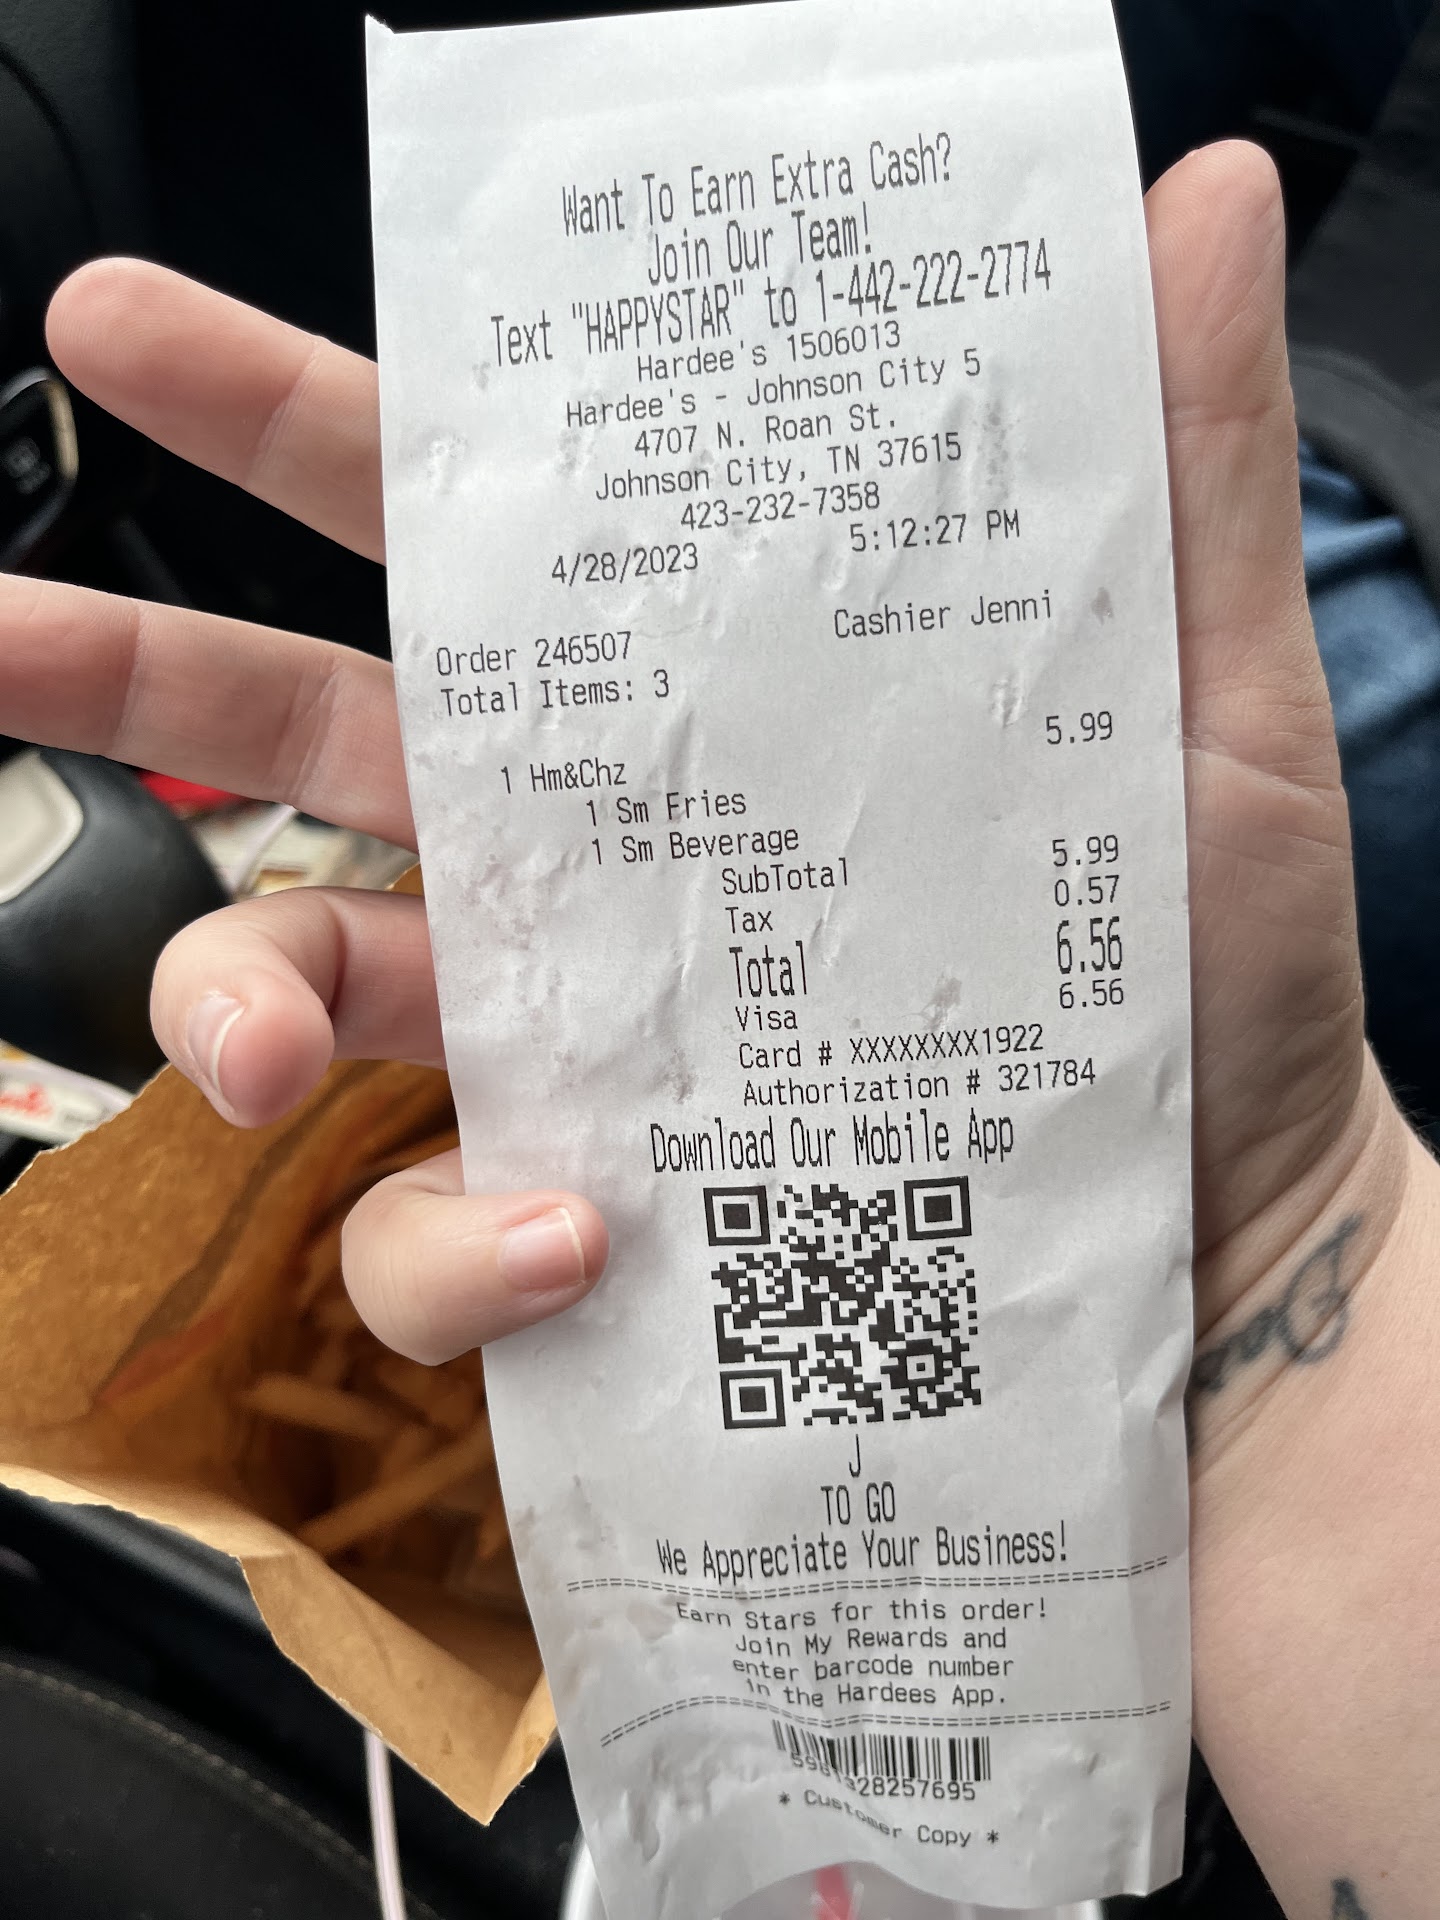 Want To Earn Extra Cash?
Join Our Team!
Text "HAPPYSTAR" to 1-442-222-2774
Hardee's 1506013
Hardee's - Johnson City 5
4707 N. Roan St.
Johnson City, TN 37615
423-232-7358
4/28/2023 5:12:27 PM
Order 246507 Cashier Jenni
Total Items: 3
1 Hm&Chz 5.99
1 Sm Fries
1 Sm Beverage
SubTotal 5.99
Tax 0.57
Total 6.56
Visa 6.56
Card # XXXXXXXX1922
Authorization # 321784
Download Our Mobile App
J
TO GO
We Appreciate Your Business!
Earn Stars for this order!
Join My Rewards and
enter barcode number
in the Hardees App.
* Customer Copy *